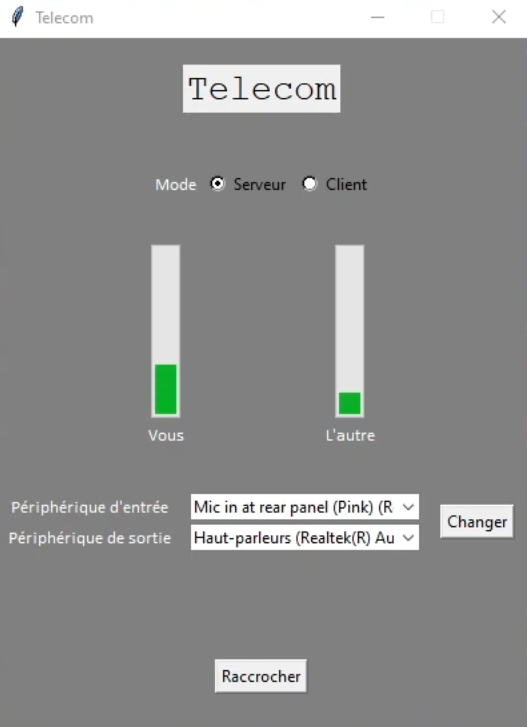 Telecom
Telecom
Mode Serveur Client
Vous L'autre
Périphérique d'entrée Mic in at rear panel (Pink) (R
Changer
Périphérique de sortie Haut-parleurs (Realtek(R) Au
Raccrocher